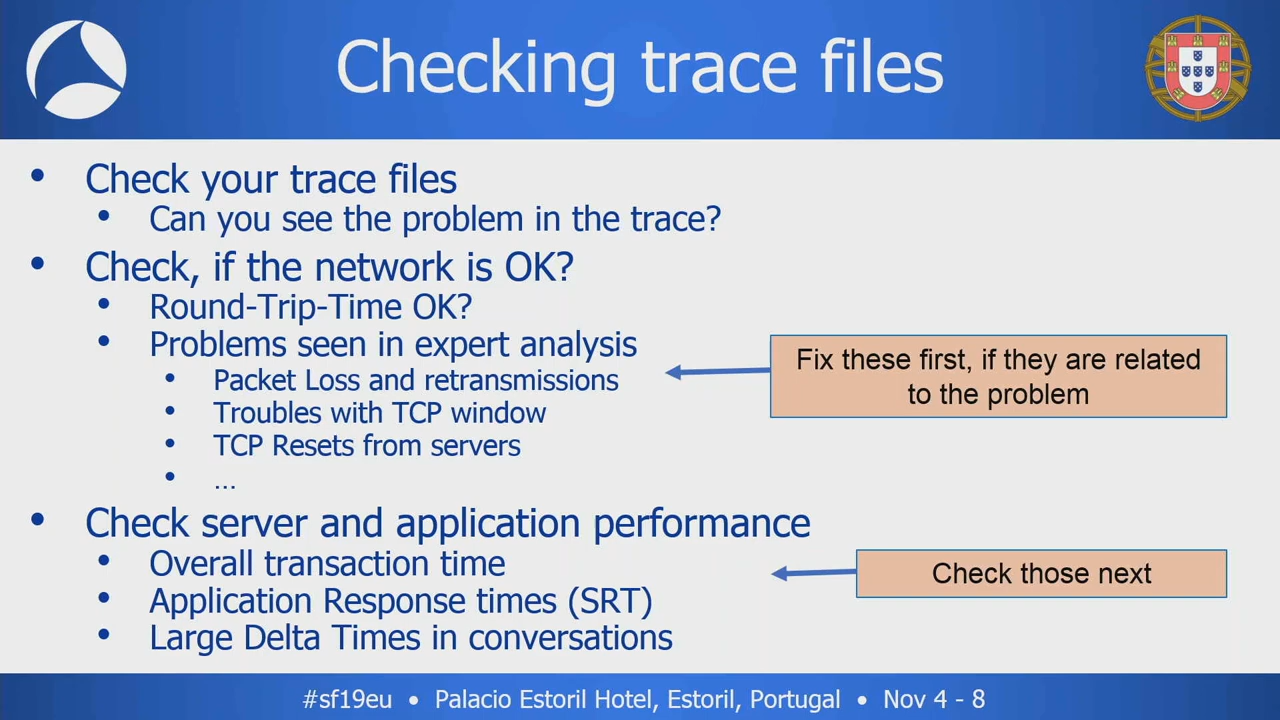 Checking trace files
• Check your trace files
• Can you see the problem in the trace?
• Check, if the network is OK?
• Round-Trip-Time OK?
• Problems seen in expert analysis
• Packet Loss and retransmissions
• Troubles with TCP window
• TCP Resets from servers
• ...
Fix these first, if they are related
to the problem
• Check server and application performance
• Overall transaction time
• Application Response times (SRT)
• Large Delta Times in conversations
Check those next
#sf19eu • Palacio Estoril Hotel, Estoril, Portugal • Nov 4 - 8